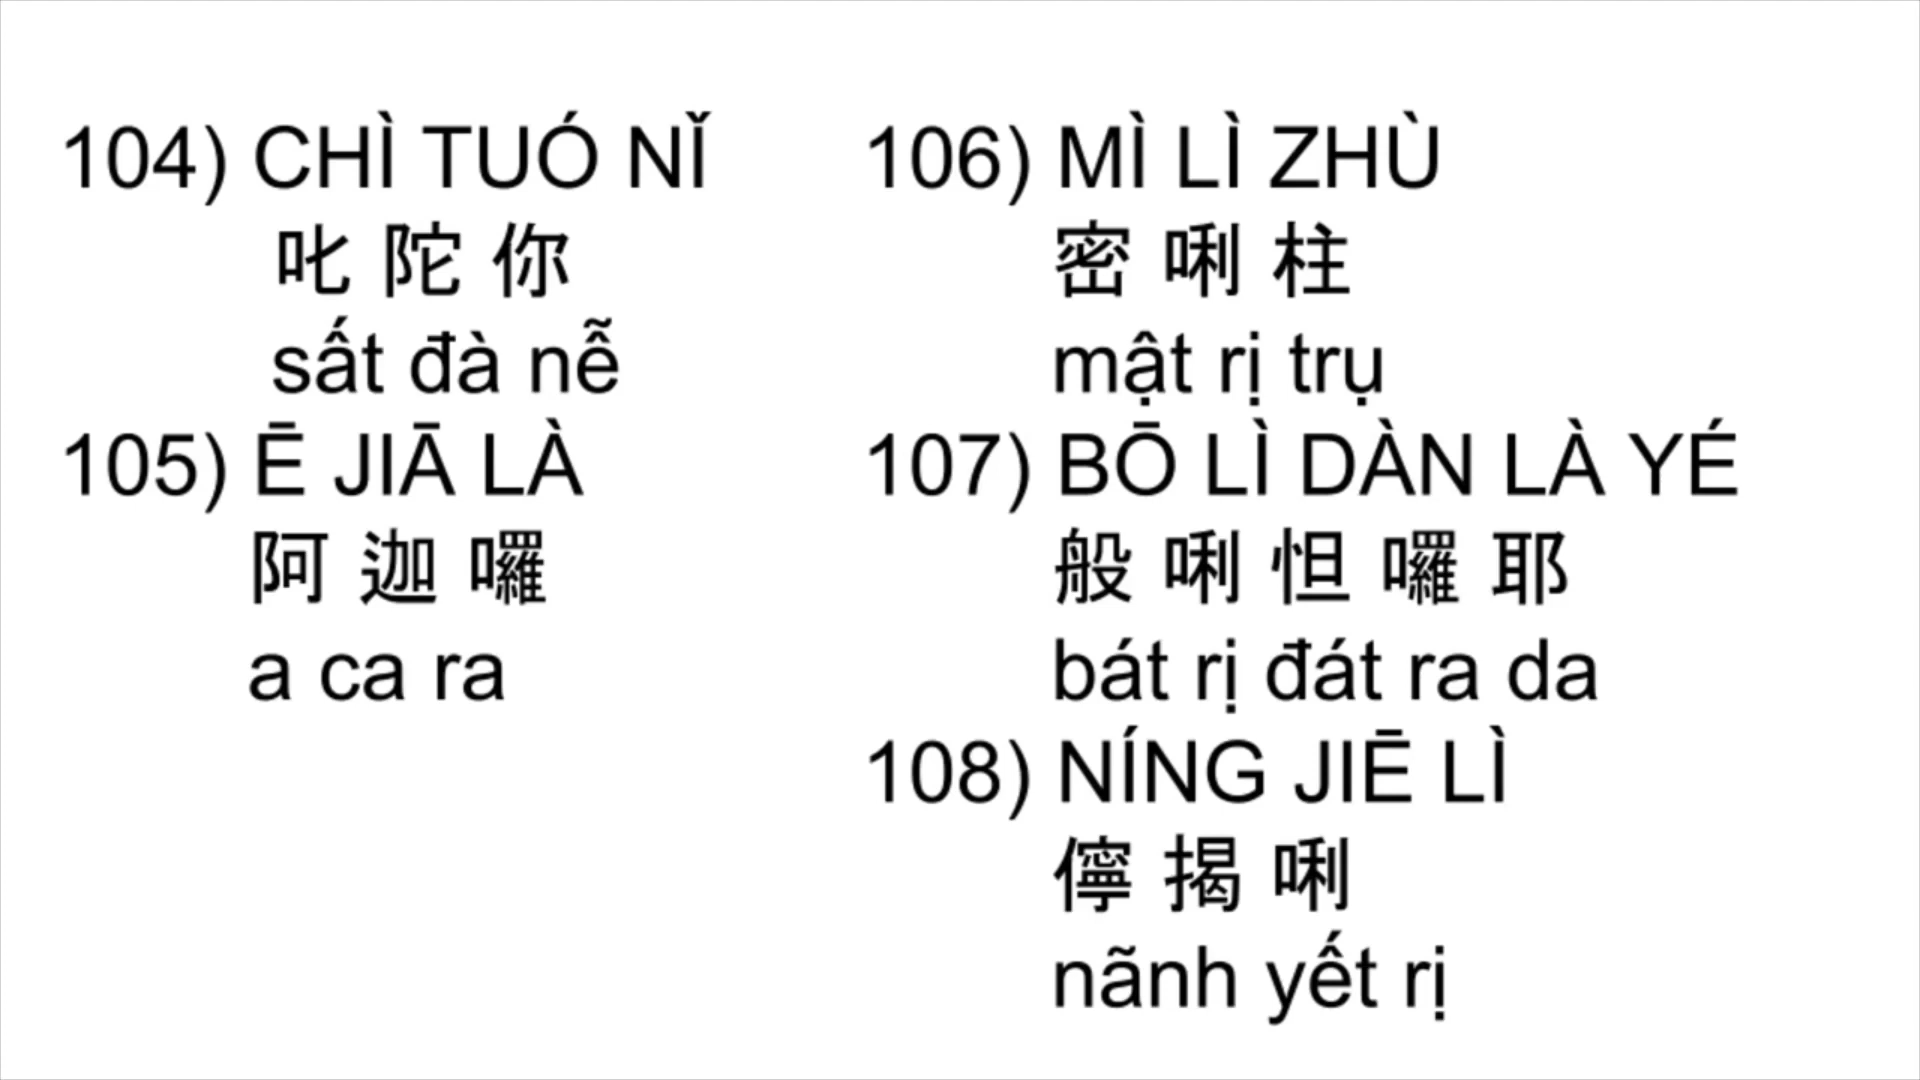 104) CHÌ TUÓ NǏ
叱 陀 你
sất đà nễ
105) Ē JIĀ LÀ
阿 迦 囉
a ca ra
106) MÌ LÌ ZHÙ
密 唎 柱
mật rị trụ
107) BŌ LÌ DÀN LÀ YÉ
般 唎 怛 囉 耶
bát rị đát ra da
108) NÍNG JIĒ LÌ
儜 揭 唎
nãnh yết rị